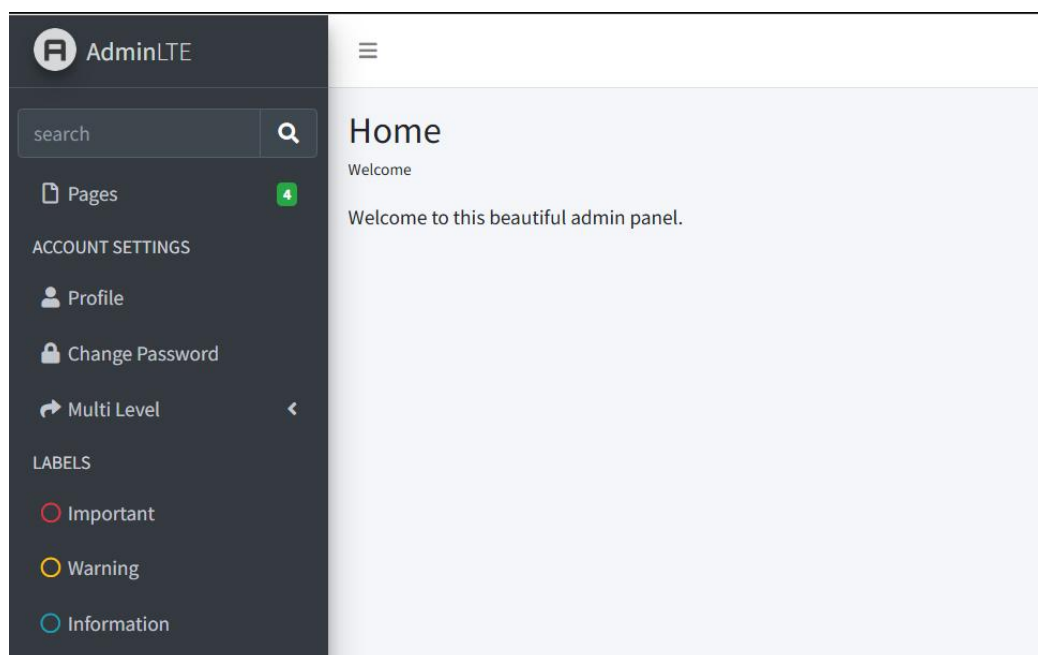 AdminLTE
search
Pages 4
ACCOUNT SETTINGS
Profile
Change Password
Multi Level
LABELS
Important
Warning
Information
Home
Welcome
Welcome to this beautiful admin panel.